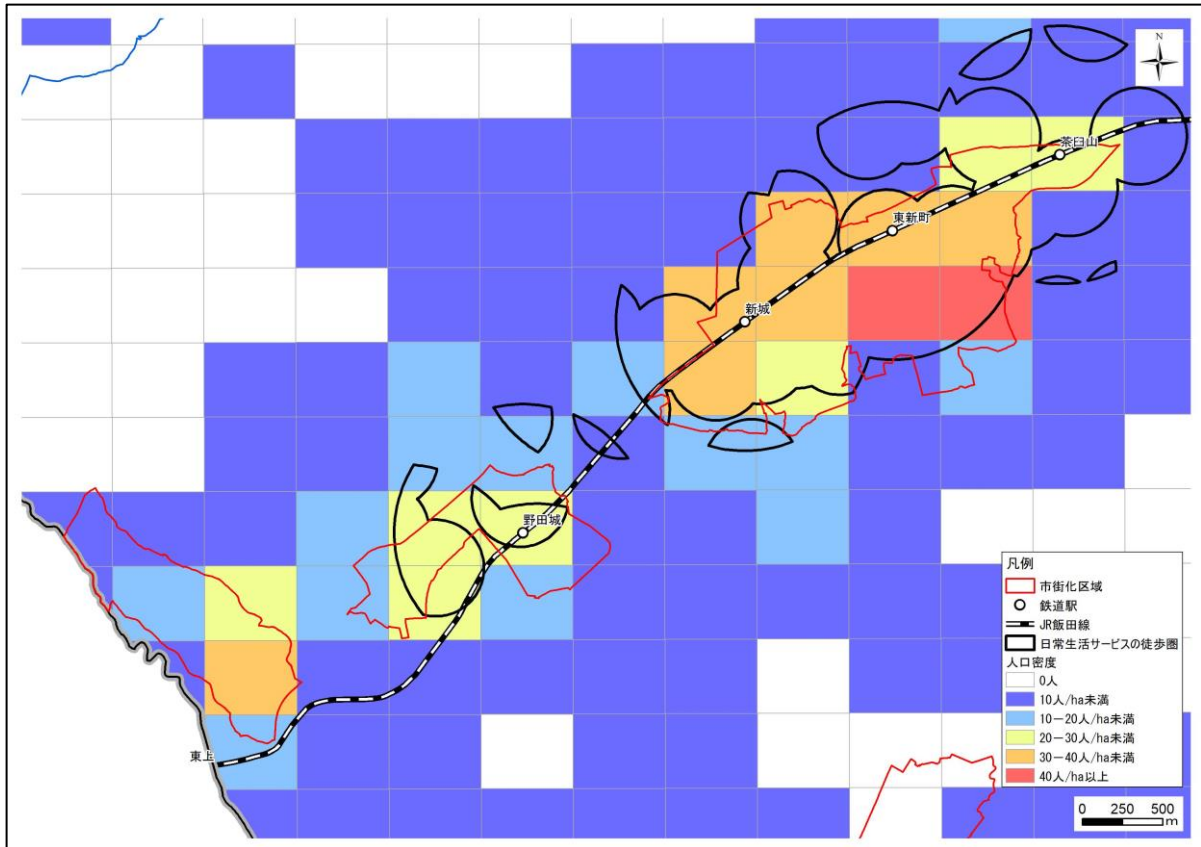 N
茶臼山
東新町
新城
野田城
東上
凡例
市街化区域
鉄道駅
JR飯田線
日常生活サービスの徒歩圏
人口密度
0人
10人/ha未満
10-20人/ha未満
20-30人/ha未満
30-40人/ha未満
40人/ha以上
0 250 500
m